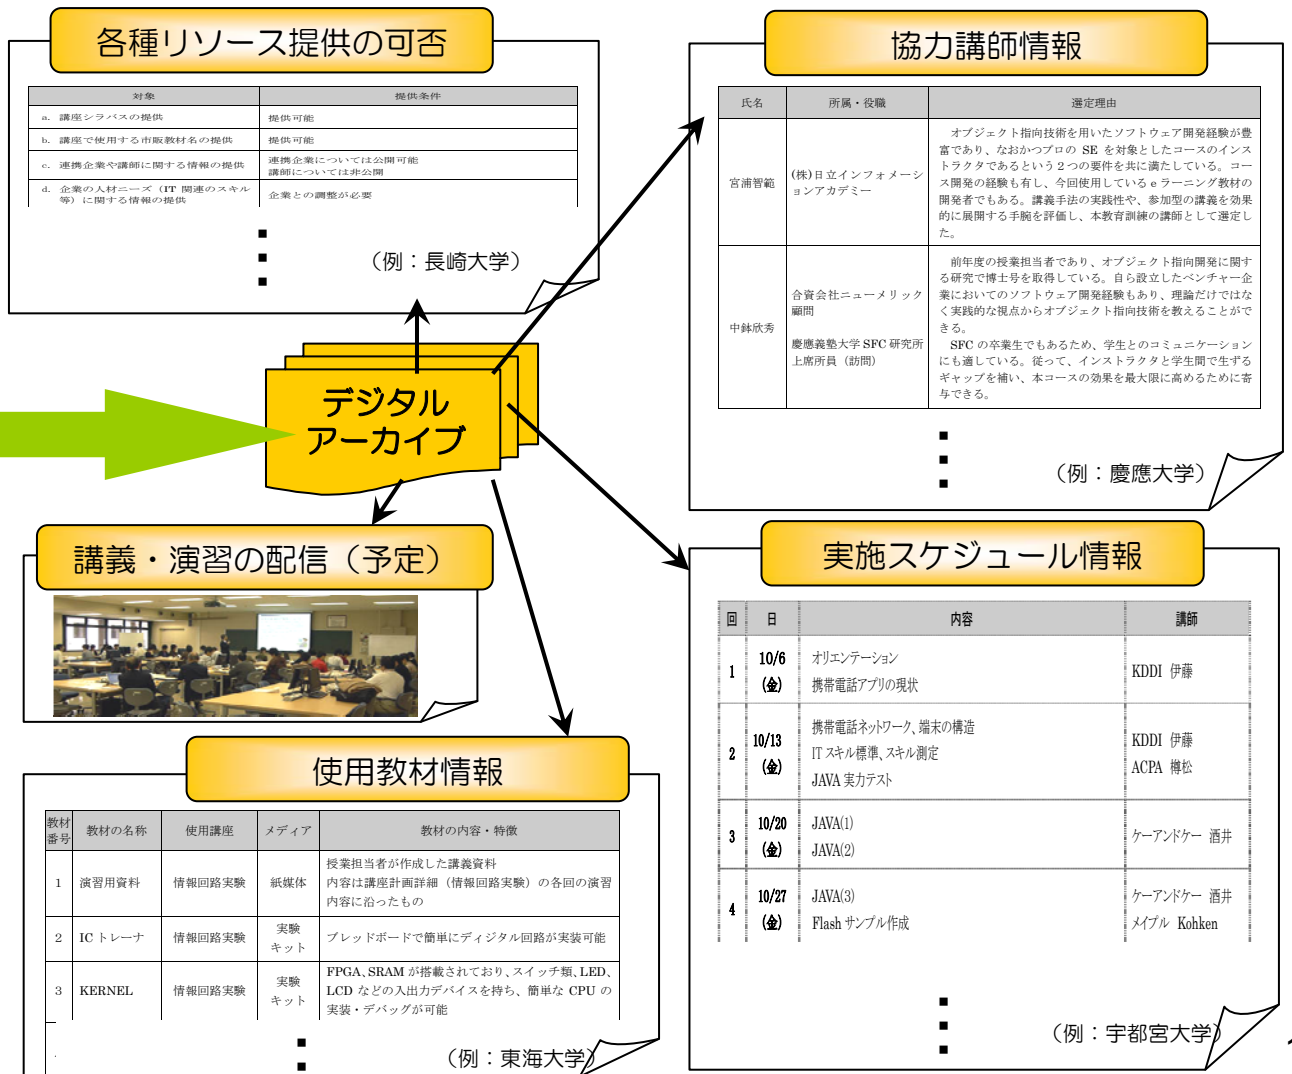 各種リソース提供の可否
対象 提供条件
a. 講座シラバスの提供 提供可能
b. 講座で使用する市販教材名の提供 提供可能
c. 連携企業や講師に関する情報の提供 連携企業については公開可能
講師については非公開
d. 企業の人材ニーズ（IT 関連のスキル
等）に関する情報の提供 企業との調整が必要
（例：長崎大学）
協力講師情報
氏名 所属・役職 選定理由
宮浦智範
(株)日立インフォメーシ
ョンアカデミー
オブジェクト指向技術を用いたソフトウェア開発経験が豊
富であり、なおかつプロの SE を対象としたコースのインス
トラクタであるという２つの要件を共に満たしている。コー
ス開発の経験も有し、今回使用している e ラーニング教材の
開発者でもある。講義手法の実践性や、参加型の講義を効果
的に展開する手腕を評価し、本教育訓練の講師として選定し
た。
中鉢欣秀
合資会社ニューメリック
顧問
慶應義塾大学 SFC 研究所
上席所員（訪問）
前年度の授業担当者であり、オブジェクト指向開発に関す
る研究で博士号を取得している。自ら設立したベンチャー企
業においてのソフトウェア開発経験もあり、理論だけではな
く実践的な視点からオブジェクト指向技術を教えることがで
きる。
SFC の卒業生でもあるため、学生とのコミュニケーション
にも適している。従って、インストラクタと学生間で生ずる
ギャップを補い、本コースの効果を最大限に高めるために寄
与できる。
（例：慶應大学）
デジタル
アーカイブ
講義・演習の配信（予定）
実施スケジュール情報
回 日 内容 講師
1 10/6
(金)
オリエンテーション
携帯電話アプリの現状
KDDI 伊藤
2 10/13
(金)
携帯電話ネットワーク、端末の構造
IT スキル標準、スキル測定
JAVA 実力テスト
KDDI 伊藤
ACPA 樽松
3 10/20
(金)
JAVA(1)
JAVA(2)
ケーアンドケー 酒井
4 10/27
(金)
JAVA(3)
Flash サンプル作成
ケーアンドケー 酒井
メイプル Kohken
（例：宇都宮大学）
使用教材情報
教材
番号 教材の名称 使用講座 メディア 教材の内容・特徴
1 演習用資料 情報回路実験 紙媒体
授業担当者が作成した講義資料
内容は講座計画詳細（情報回路実験）の各回の演習
内容に沿ったもの
2 IC トレーナ 情報回路実験 実験
キット
ブレッドボードで簡単にディジタル回路が実装可能
3 KERNEL 情報回路実験 実験
キット
FPGA、SRAM が搭載されており、スイッチ類、LED、
LCD などの入出力デバイスを持ち、簡単な CPU の
実装・デバッグが可能
（例：東海大学）